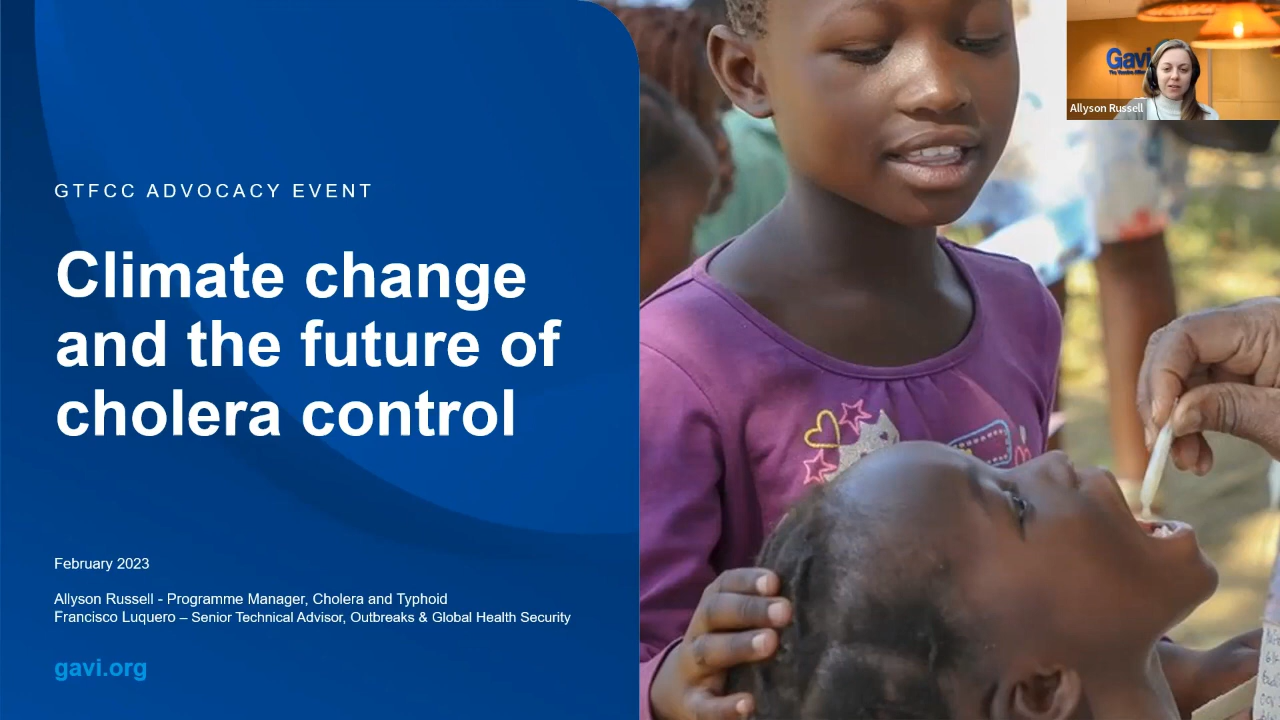 GTFCC ADVOCACY EVENT
Climate change
and the future of
cholera control
February 2023
Allyson Russell - Programme Manager, Cholera and Typhoid
Francisco Luquero – Senior Technical Advisor, Outbreaks & Global Health Security
gavi.org
Gavi
Allyson Russell